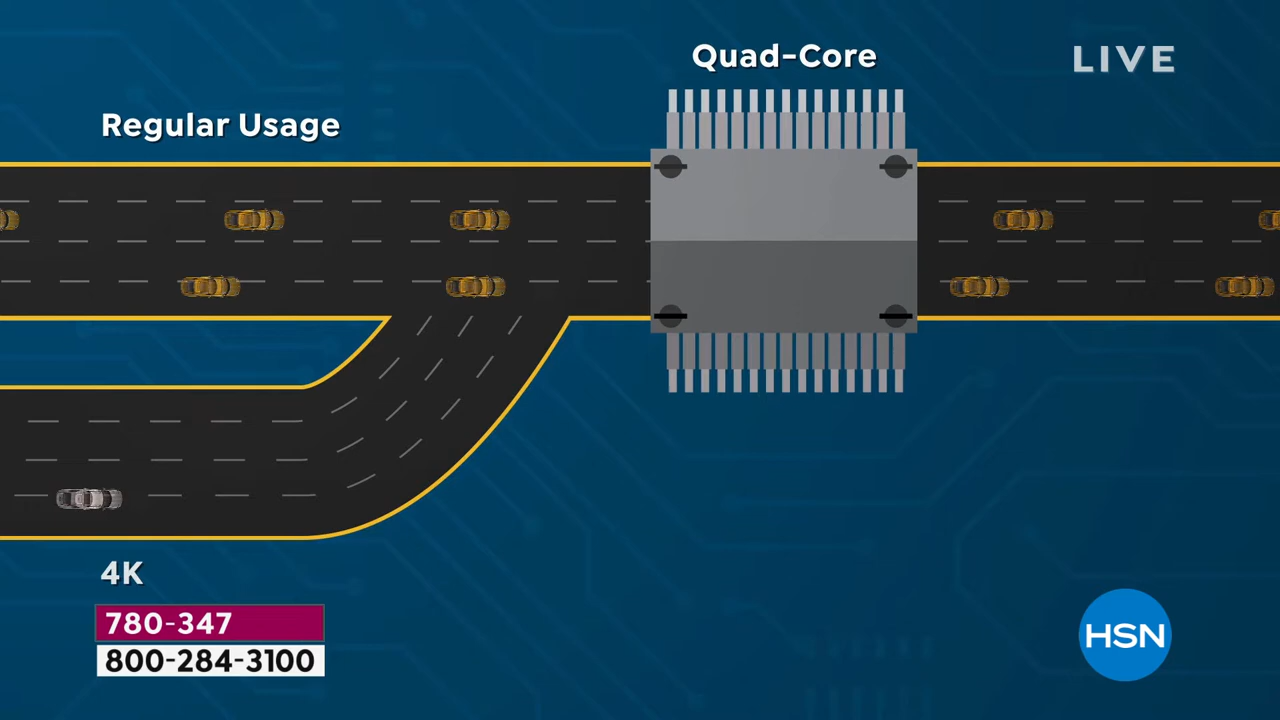 Quad-Core
LIVE
Regular Usage
4K
780-347
800-284-3100
HSN